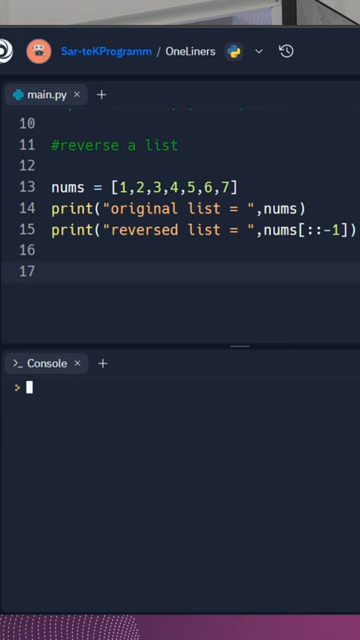 Sar-teKProgramm / OneLiners
main.py × +
10
11 #reverse a list
12
13 nums = [1,2,3,4,5,6,7]
14 print("original list = ",nums)
15 print("reversed list = ",nums[::-1])
16
17
>_ Console × +
>